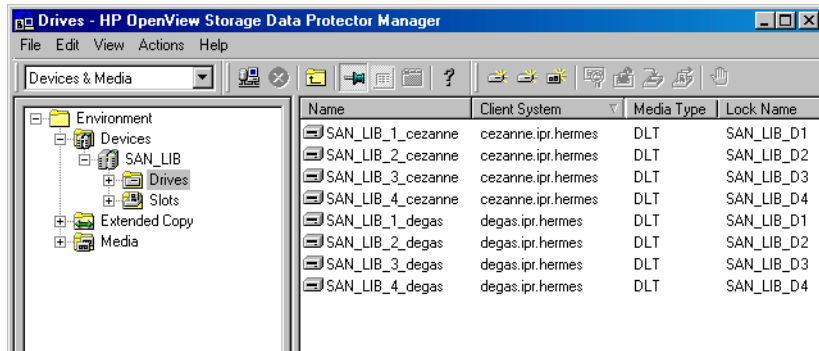 Drives - HP OpenView Storage Data Protector Manager
File Edit View Actions Help
Devices & Media
Environment
Devices
SAN_LIB
Drives
Slots
Extended Copy
Media
Name Client System Media Type Lock Name
SAN_LIB_1_cezanne cezanne.ipr.hermes DLT SAN_LIB_D1
SAN_LIB_2_cezanne cezanne.ipr.hermes DLT SAN_LIB_D2
SAN_LIB_3_cezanne cezanne.ipr.hermes DLT SAN_LIB_D3
SAN_LIB_4_cezanne cezanne.ipr.hermes DLT SAN_LIB_D4
SAN_LIB_1_degas degas.ipr.hermes DLT SAN_LIB_D1
SAN_LIB_2_degas degas.ipr.hermes DLT SAN_LIB_D2
SAN_LIB_3_degas degas.ipr.hermes DLT SAN_LIB_D3
SAN_LIB_4_degas degas.ipr.hermes DLT SAN_LIB_D4